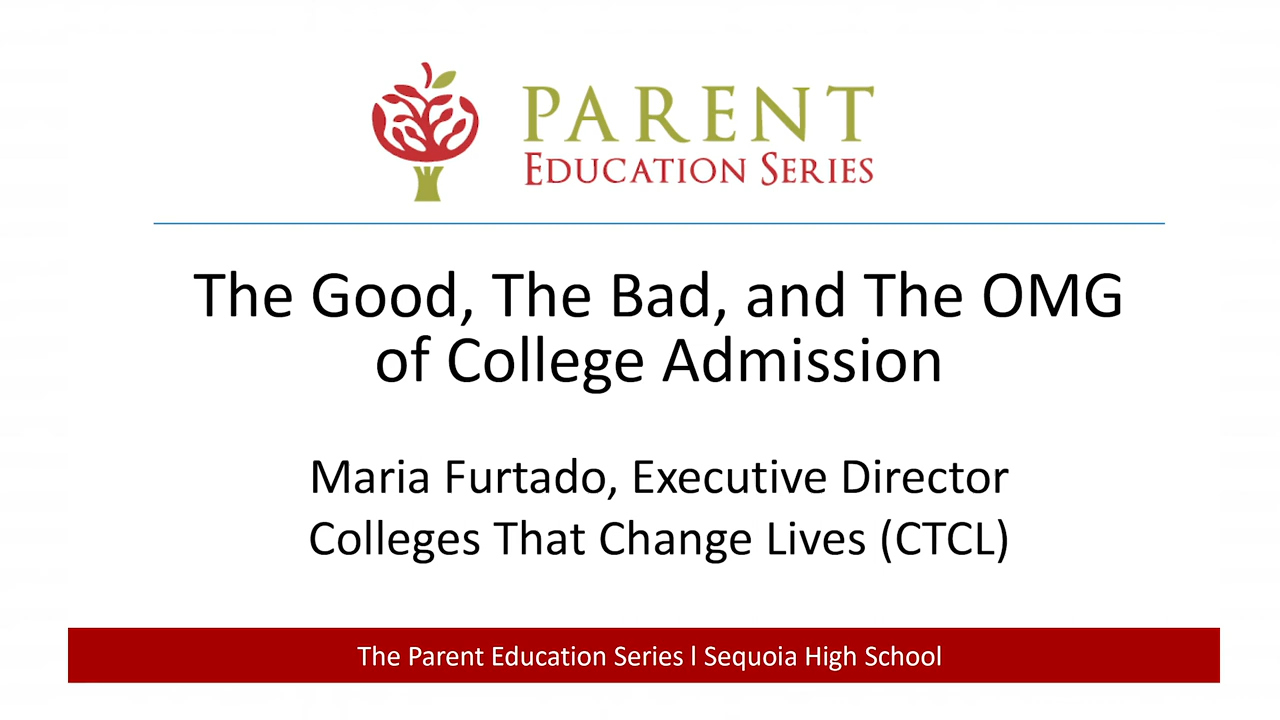 PARENT
EDUCATION SERIES
The Good, The Bad, and The OMG
of College Admission
Maria Furtado, Executive Director
Colleges That Change Lives (CTCL)
The Parent Education Series l Sequoia High School